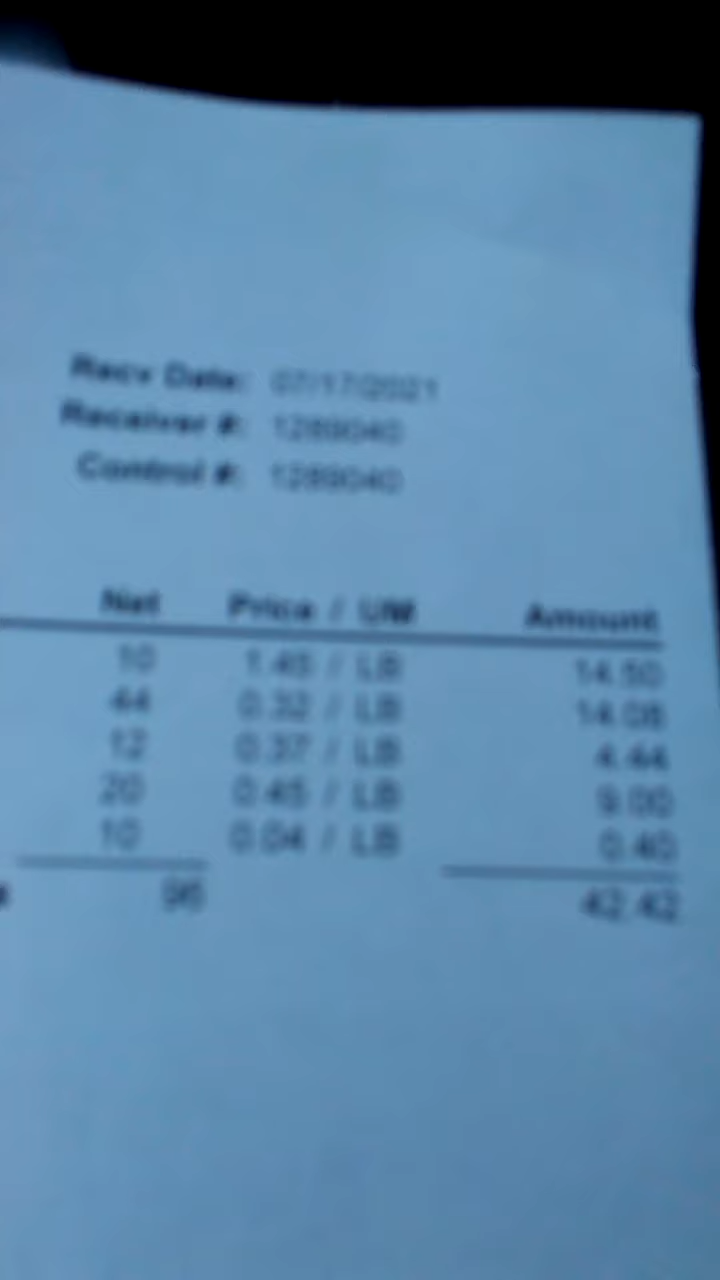 Recv Date: 07/17/2021
Receiver #: 1289040
Control #: 1289040
Net Price / UM Amount
10 1.45 / LB 14.50
44 0.32 / LB 14.08
12 0.37 / LB 4.44
20 0.45 / LB 9.00
10 0.04 / LB 0.40
96 42.42